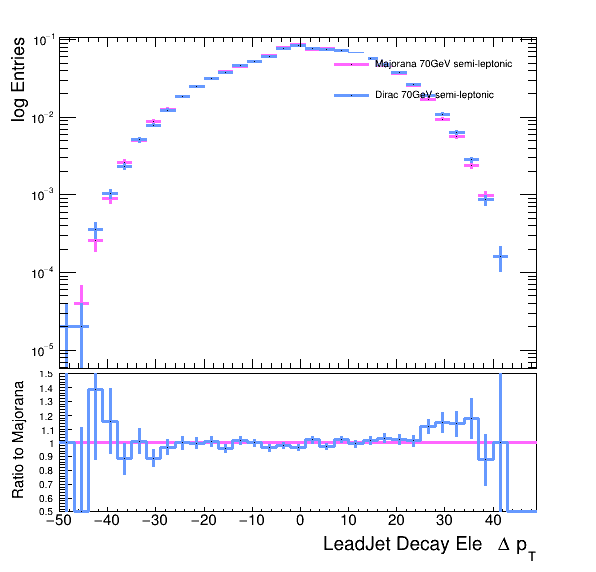 log Entries
10^{-1}
Majorana 70GeV semi-leptonic
Dirac 70GeV semi-leptonic
10^{-2}
10^{-3}
10^{-4}
10^{-5}
Ratio to Majorana
1.5
1.4
1.3
1.2
1.1
1
0.9
0.8
0.7
0.6
0.5
−50 −40 −30 −20 −10 0 10 20 30 40
LeadJet Decay Ele Δ p_T